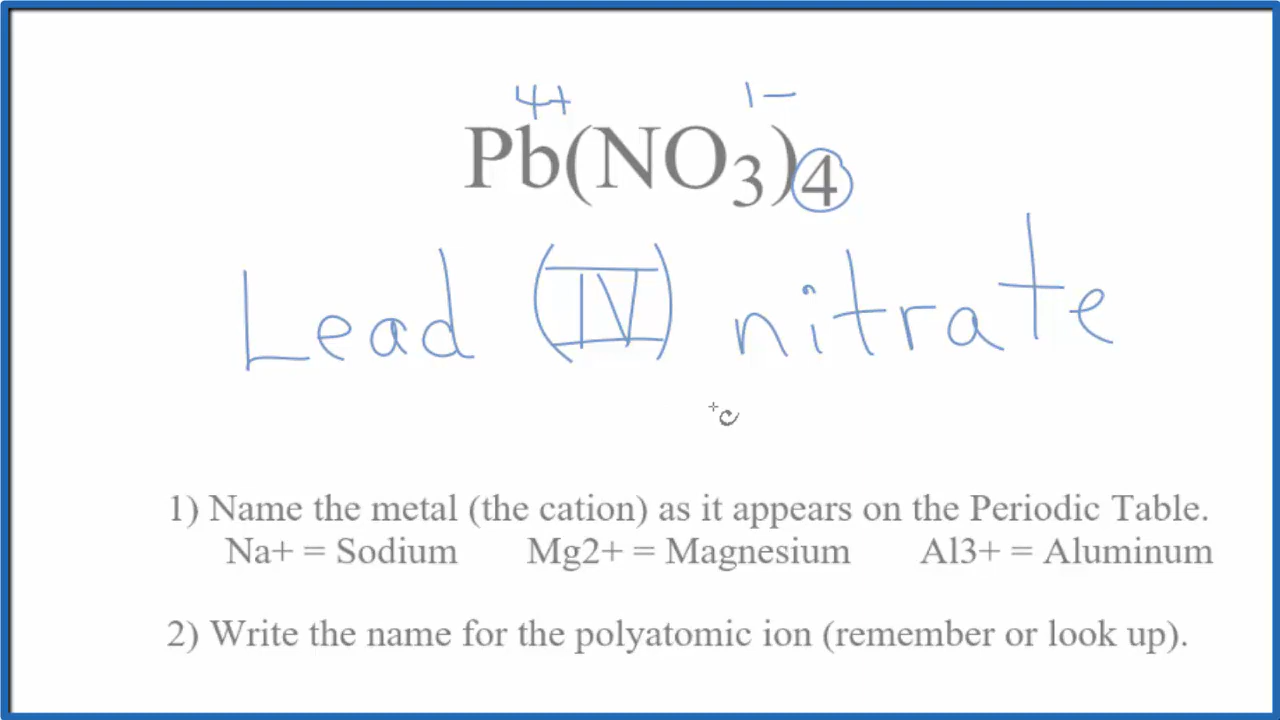 4+ 1−
Pb(NO3)4
Lead (IV) nitrate
1) Name the metal (the cation) as it appears on the Periodic Table.
Na+ = Sodium Mg2+ = Magnesium Al3+ = Aluminum
2) Write the name for the polyatomic ion (remember or look up).